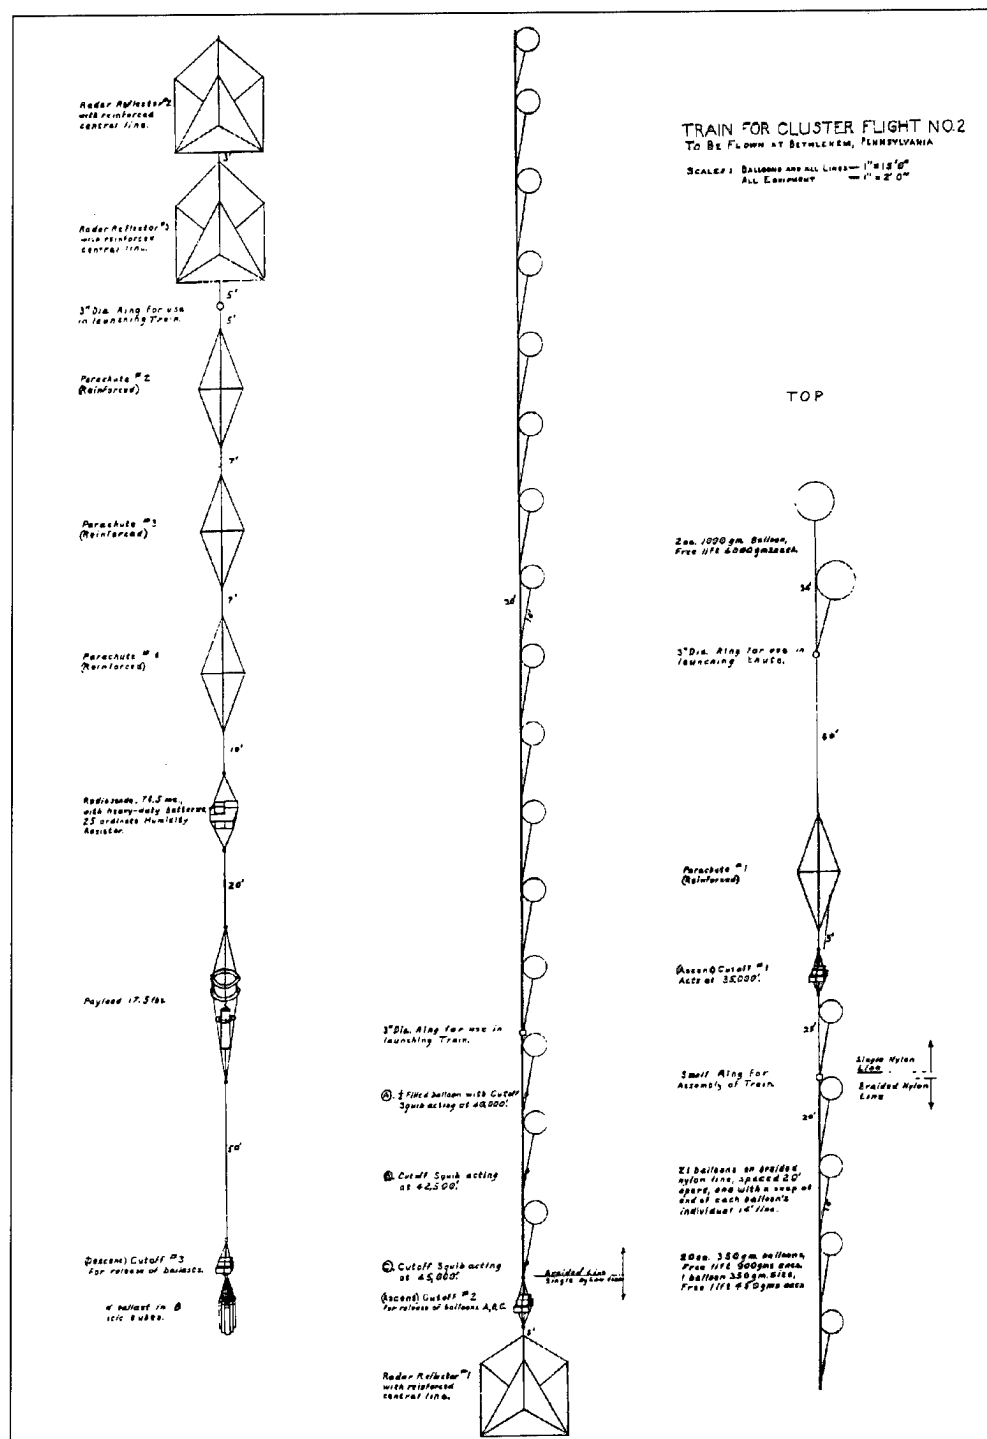 TRAIN FOR CLUSTER FLIGHT NO. 2
TO BE FLOWN AT BETHLEHEM, PENNSYLVANIA
SCALES: BALLOONS AND ALL LINES — 1" = 15'0"
ALL EQUIPMENT — 1" = 2'0"
Radar Reflector #2
with reinforced
central line.
3'
Radar Reflector #3
with reinforced
central line.
5'
3" Dia. Ring for use
in launching Train.
5'
Parachute #2
(Reinforced)
7'
Parachute #3
(Reinforced)
7'
Parachute #4
(Reinforced)
10'
Radiosonde, 74.5 mc.,
with heavy-duty batteries,
25 ordinate Humidity
Resistor.
20'
Payload 17.5 lbs.
50'
(Descent) Cutoff #3
For release of ballasts.
ballast in
tubes.
20'
3" Dia. Ring for use in
launching Train.
(A). ½ filled balloon with Cutoff
Squib acting at 40,000'.
(B). Cutoff Squib acting
at 42,500'.
(C). Cutoff Squib acting
at 45,000'.
Braided Line
Single nylon line
(Ascent) Cutoff #2
For release of balloons A,B,C.
Radar Reflector #1
with reinforced
central line.
TOP
2 ea. 1000 gm. Balloon,
Free lift 6000 gms each.
3" Dia. Ring for use in
launching chute.
60'
Parachute #1
(Reinforced)
5'
(Ascent) Cutoff #1
Acts at 35,000'.
Small Ring for
Assembly of Train.
Single Nylon
Line
Braided Nylon
Line
20'
21 balloons on braided
nylon line, spaced 20'
apart, and with a snap at
end of each balloon's
individual 14' line.
20 ea. 350 gm. balloons,
Free lift 900 gms each.
1 balloon 350 gm. size,
Free lift 450 gms each